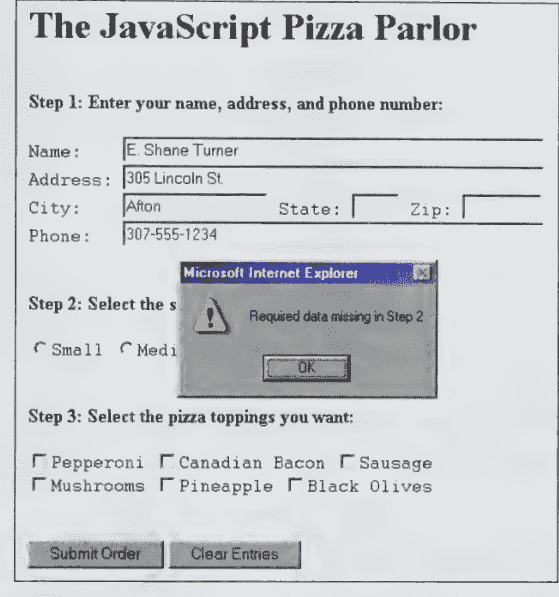 The JavaScript Pizza Parlor
Step 1: Enter your name, address, and phone number:
Name: E. Shane Turner
Address: 305 Lincoln St.
City: Afton State: Zip:
Phone: 307-555-1234
Microsoft Internet Explorer
Required data missing in Step 2
OK
Step 2: Select the s
Small Medi
Step 3: Select the pizza toppings you want:
Pepperoni Canadian Bacon Sausage
Mushrooms Pineapple Black Olives
Submit Order Clear Entries